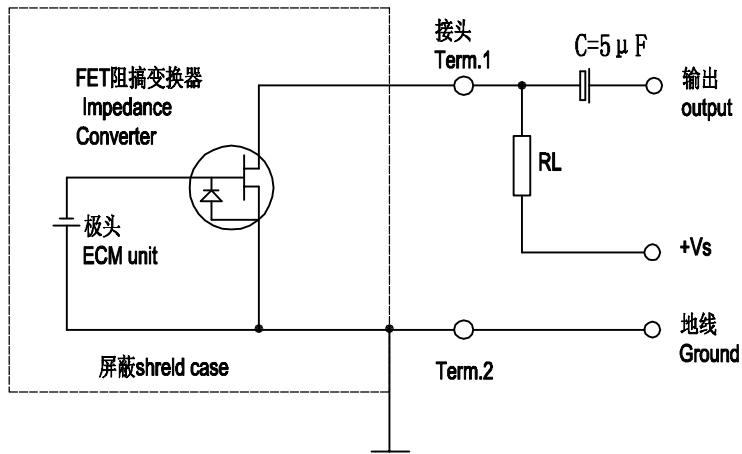 接头
Term.1
C=5μF
输出
output
FET阻搞变换器
Impedance
Converter
RL
极头
ECM unit
+Vs
地线
Ground
屏蔽shreld case
Term.2